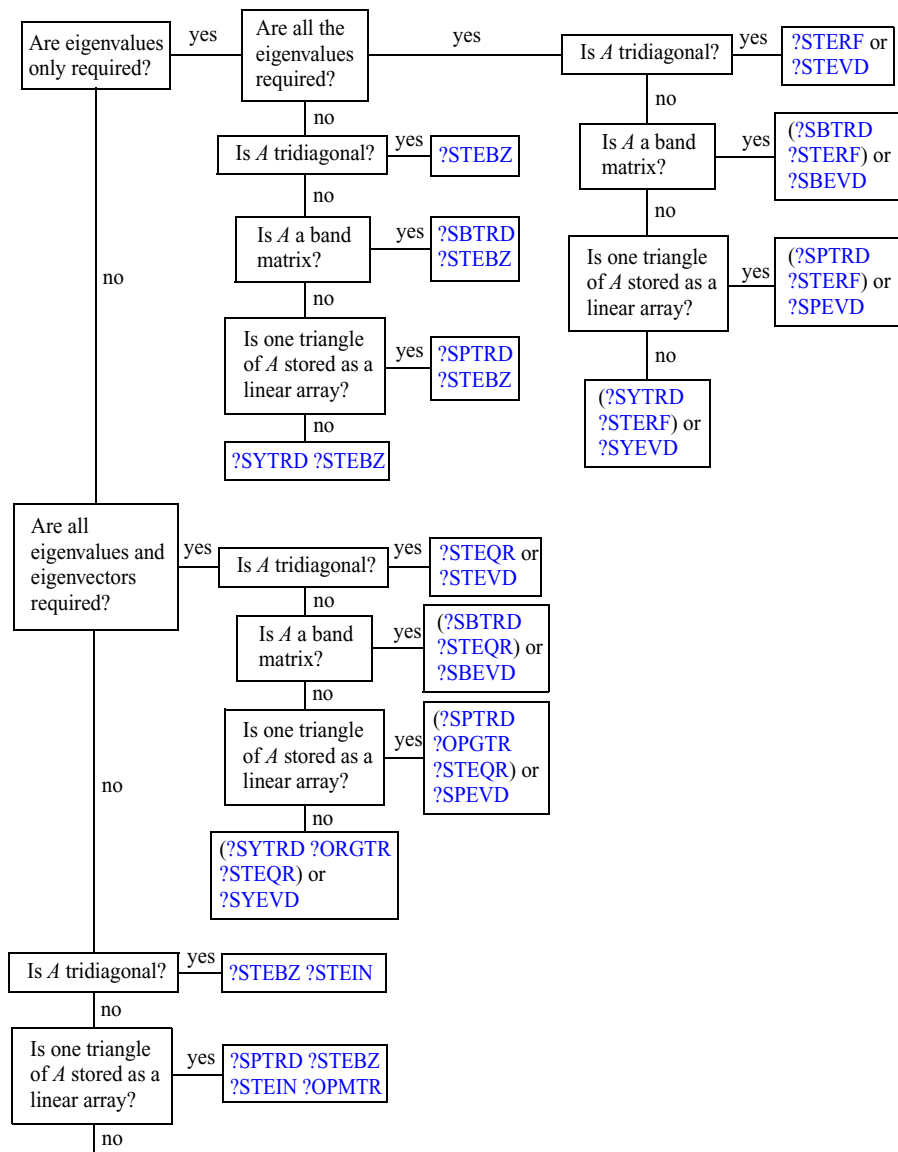 Are eigenvalues
only required?
yes
Are all the
eigenvalues
required?
yes
Is A tridiagonal?
yes
?STERF or
?STEVD
no
no
Is A tridiagonal?
yes
?STEBZ
Is A a band
matrix?
yes
(?SBTRD
?STERF) or
?SBEVD
no
no
Is A a band
matrix?
yes
?SBTRD
?STEBZ
Is one triangle
of A stored as a
linear array?
yes
(?SPTRD
?STERF) or
?SPEVD
no
no
Is one triangle
of A stored as a
linear array?
yes
?SPTRD
?STEBZ
no
(?SYTRD
?STERF) or
?SYEVD
no
?SYTRD ?STEBZ
no
Are all
eigenvalues and
eigenvectors
required?
yes
Is A tridiagonal?
yes
?STEQR or
?STEVD
no
Is A a band
matrix?
yes
(?SBTRD
?STEQR) or
?SBEVD
no
Is one triangle
of A stored as a
linear array?
yes
(?SPTRD
?OPGTR
?STEQR) or
?SPEVD
no
(?SYTRD ?ORGTR
?STEQR) or
?SYEVD
no
Is A tridiagonal?
yes
?STEBZ ?STEIN
no
Is one triangle
of A stored as a
linear array?
yes
?SPTRD ?STEBZ
?STEIN ?OPMTR
no